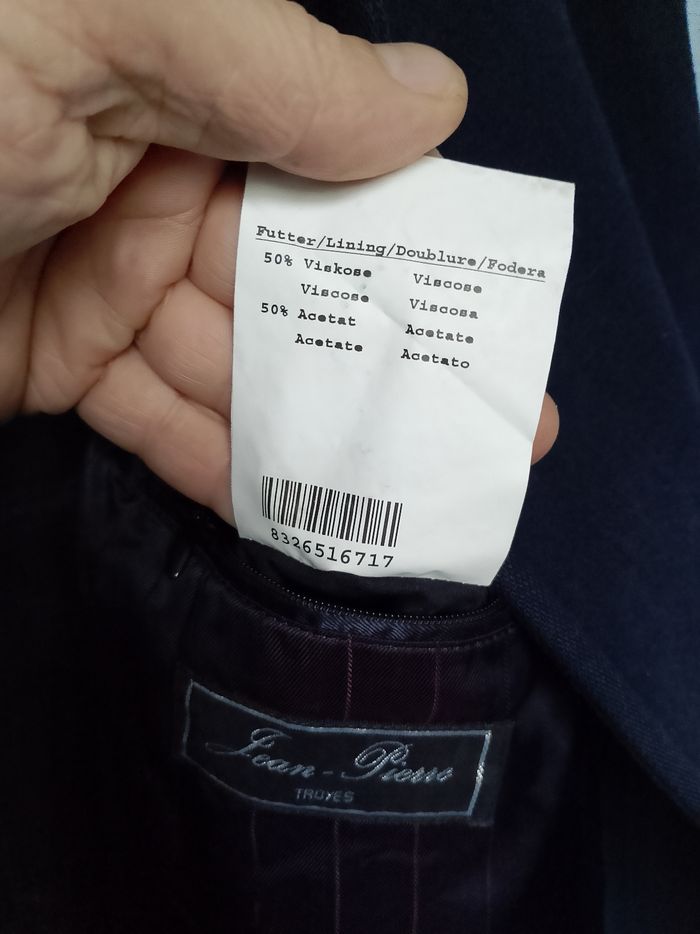 Futter/Lining/Doublure/Fodera
50% Viskose Viscose
Viscose Viscosa
50% Acetat Acetate
Acetate Acetato
8326516717
Jean-Pierre
TROYES